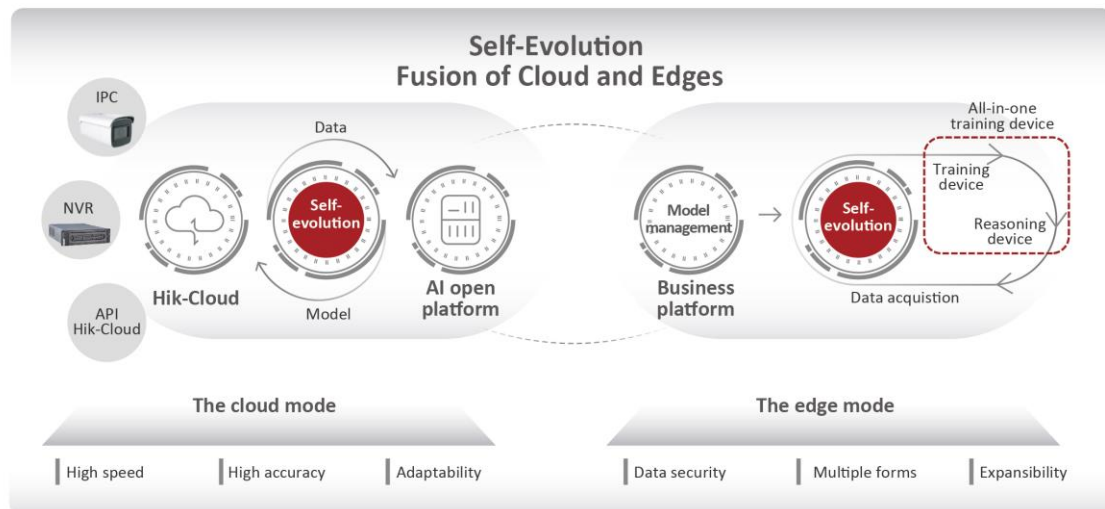 Self-Evolution
Fusion of Cloud and Edges
IPC
NVR
API
Hik-Cloud
Data
Self-
evolution
Model
Hik-Cloud
AI open
platform
Model
management
Business
platform
Self-
evolution
All-in-one
training device
Training
device
Reasoning
device
Data acquistion
The cloud mode
High speed
High accuracy
Adaptability
The edge mode
Data security
Multiple forms
Expansibility